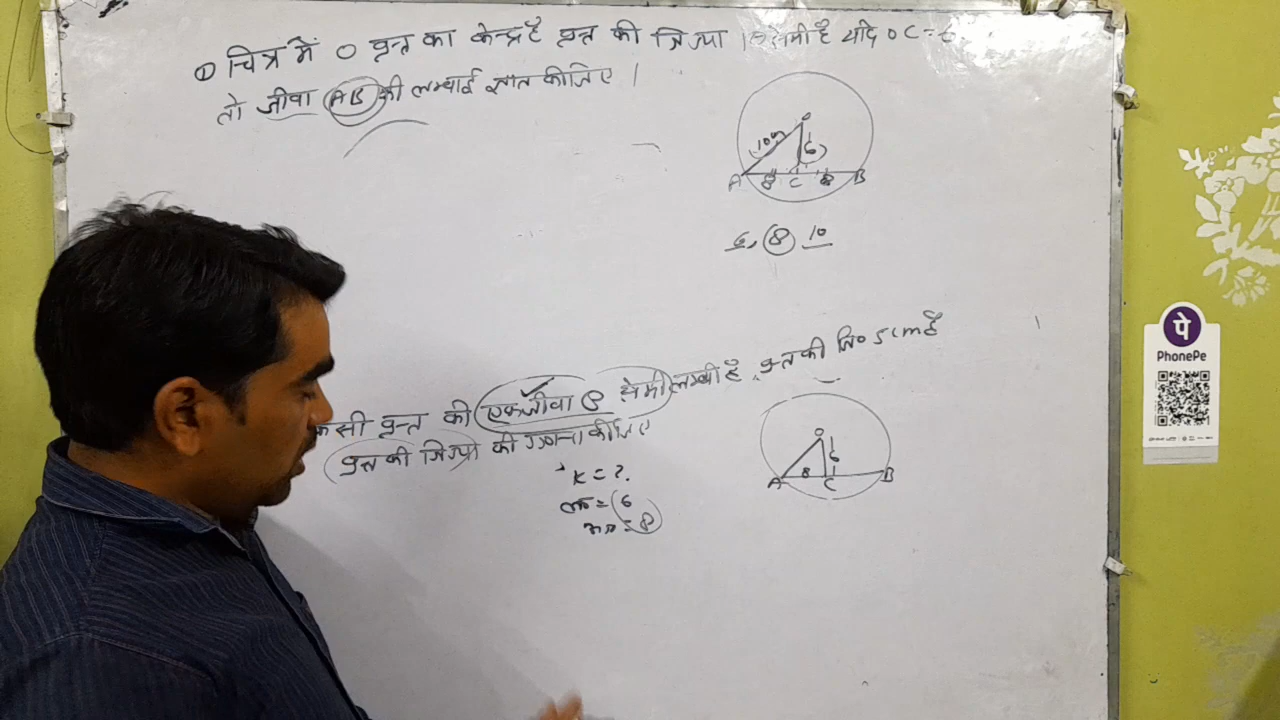 ① चित्र में O वृत्त का केन्द्र है वृत्त की त्रिज्या 10 सेमी है यदि OC = 6
तो जीवा AB की लम्बाई ज्ञात कीजिए ।
O
10
6
A 8 C 8 B
6, 8 10
किसी वृत्त की एक जीवा 8 सेमी लम्बी है वृत्त की त्रि० 5 cm है
वृत्त की त्रिज्या की गणना कीजिए
K = ?
= 6
= 8
O
6
8
A C B
पे
PhonePe